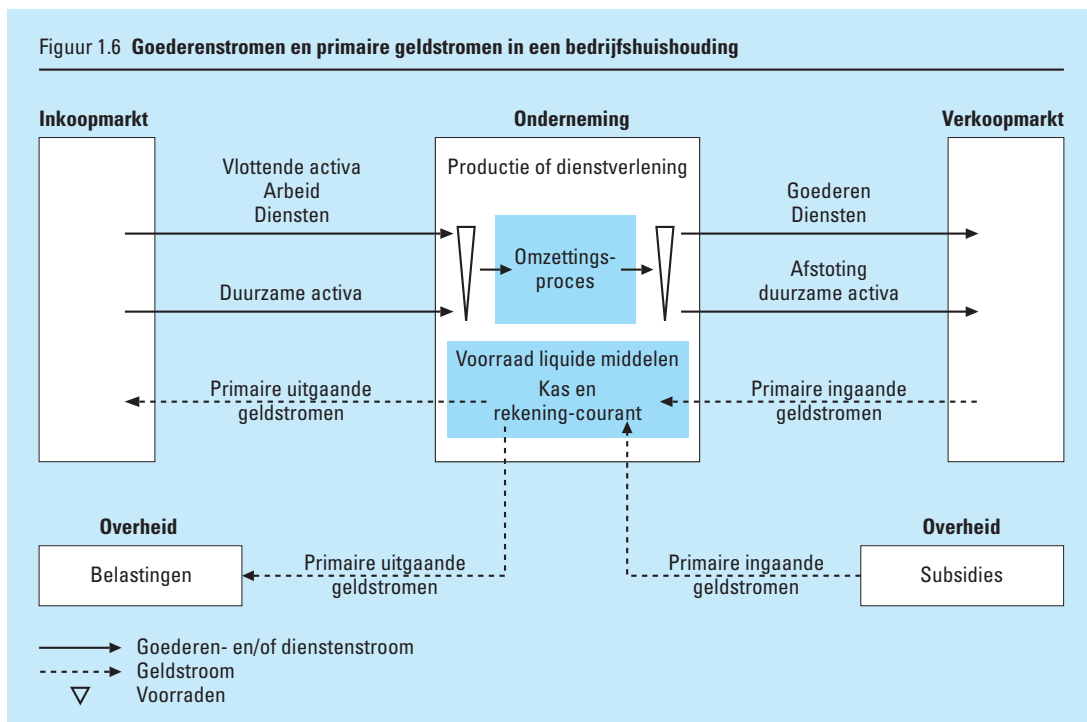 Figuur 1.6 Goederenstromen en primaire geldstromen in een bedrijfshuishouding
Inkoopmarkt
Onderneming
Verkoopmarkt
Vlottende activa
Arbeid
Diensten
Duurzame activa
Productie of dienstverlening
Omzettings-
proces
Goederen
Diensten
Afstoting
duurzame activa
Voorraad liquide middelen
Kas en
rekening-courant
Primaire uitgaande
geldstromen
Primaire ingaande
geldstromen
Overheid
Belastingen
Primaire uitgaande
geldstromen
Primaire ingaande
geldstromen
Overheid
Subsidies
Goederen- en/of dienstenstroom
Geldstroom
Voorraden